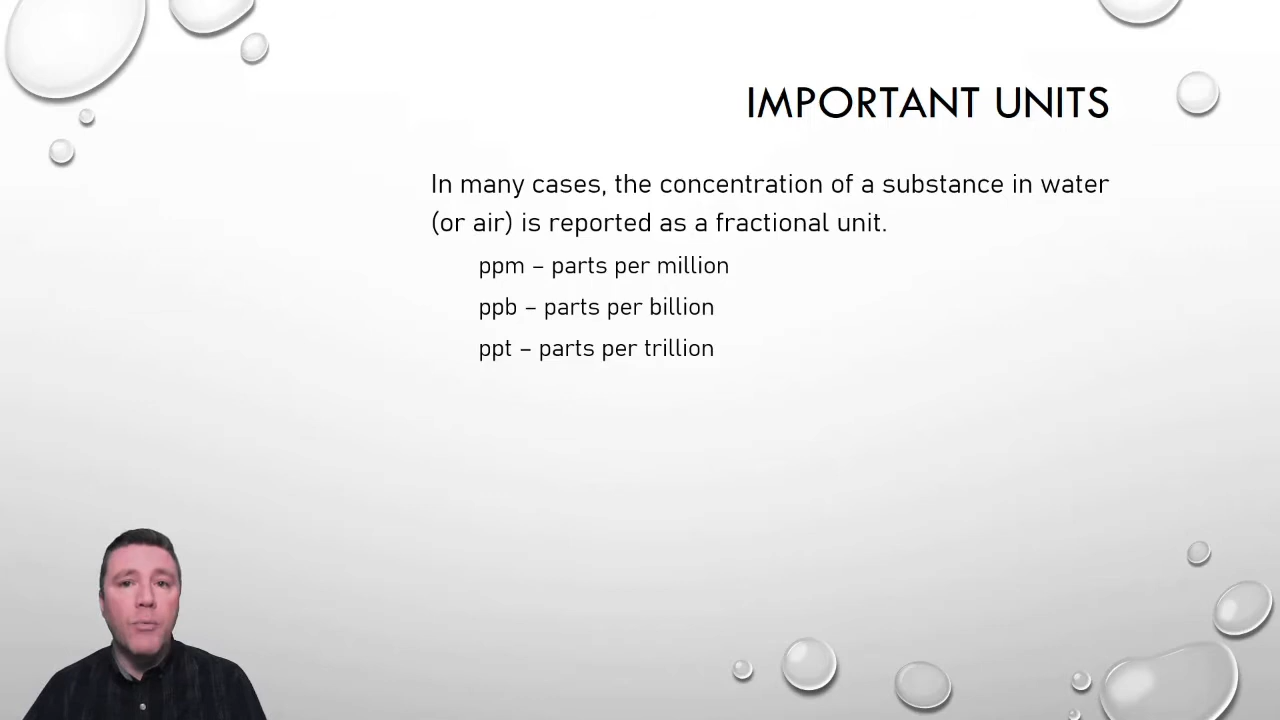 IMPORTANT UNITS
In many cases, the concentration of a substance in water
(or air) is reported as a fractional unit.
ppm – parts per million
ppb – parts per billion
ppt – parts per trillion